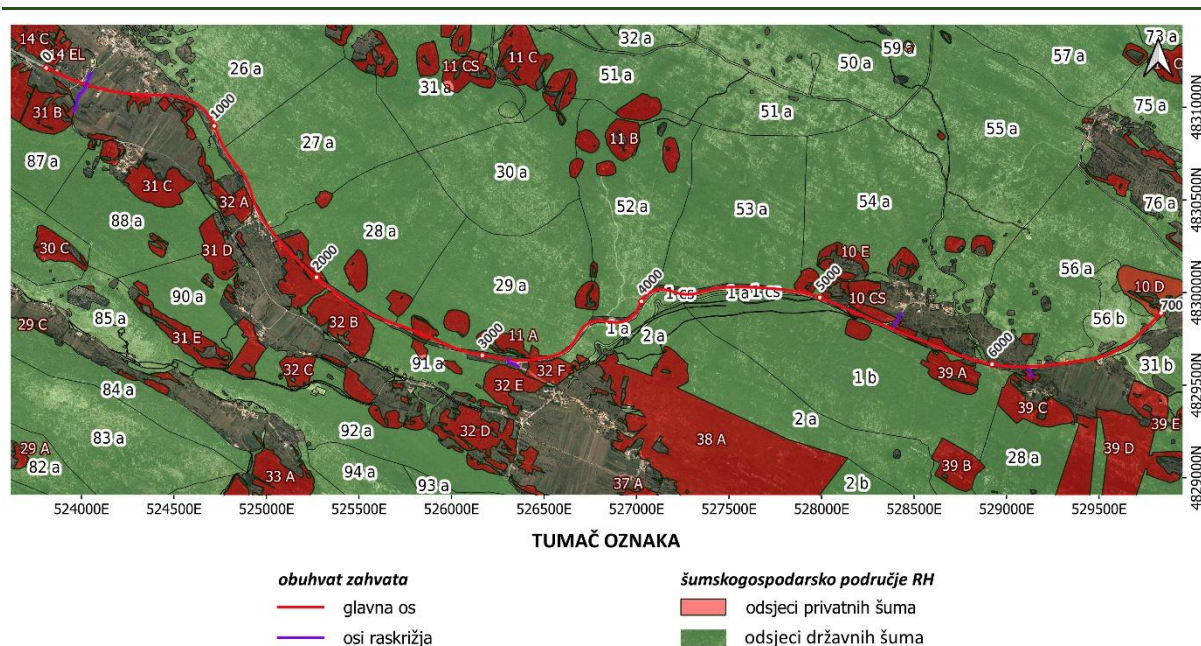 14 C
14 EL
0
26 a
11 CS
31 a
11 C
32 a
51 a
50 a
59 a
57 a
73 a
31 B
1000
27 a
30 a
11 B
51 a
55 a
75 a
4831000N
87 a
31 C
32 A
88 a
31 D
28 a
52 a
53 a
54 a
76 a
4830500N
30 C
2000
10 E
56 a
90 a
29 a
4000
1 CS
1 a
1 CS
5000
10 CS
10 D
700
4830000N
29 C
85 a
31 E
32 B
3000
11 A
1 a
2 a
56 b
6000
84 a
32 C
91 a
32 E
32 F
1 b
39 A
31 b
4829500N
83 a
92 a
32 D
38 A
2 a
39 C
39 E
29 A
82 a
33 A
94 a
93 a
37 A
2 b
39 B
28 a
39 D
4829000N
524000E 524500E 525000E 525500E 526000E 526500E 527000E 527500E 528000E 528500E 529000E 529500E
TUMAČ OZNAKA
obuhvat zahvata
glavna os
osi raskrižja
šumskogospodarsko područje RH
odsjeci privatnih šuma
odsjeci državnih šuma